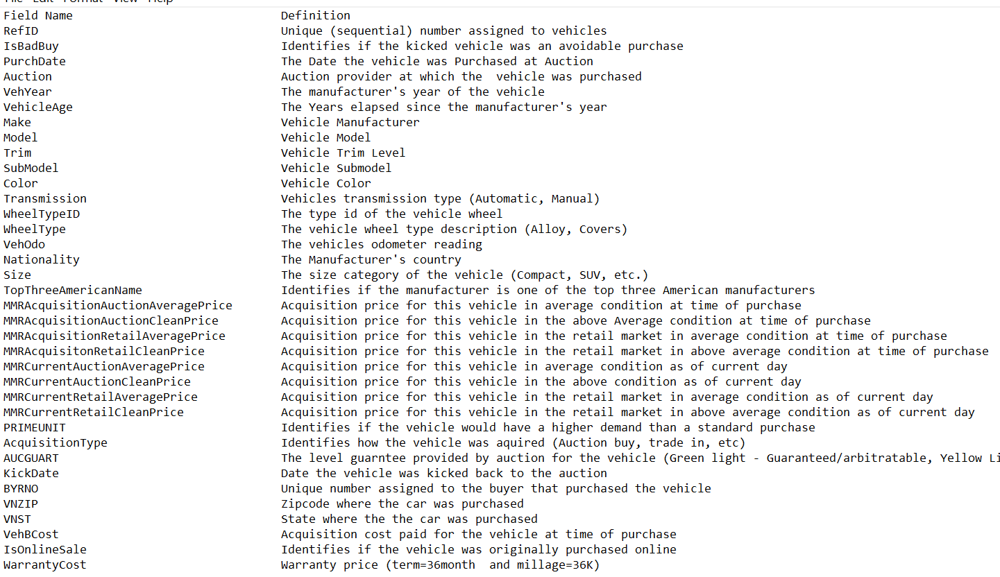 File Edit Format View Help
Field Name Definition
RefID Unique (sequential) number assigned to vehicles
IsBadBuy Identifies if the kicked vehicle was an avoidable purchase
PurchDate The Date the vehicle was Purchased at Auction
Auction Auction provider at which the  vehicle was purchased
VehYear The manufacturer's year of the vehicle
VehicleAge The Years elapsed since the manufacturer's year
Make Vehicle Manufacturer
Model Vehicle Model
Trim Vehicle Trim Level
SubModel Vehicle Submodel
Color Vehicle Color
Transmission Vehicles transmission type (Automatic, Manual)
WheelTypeID The type id of the vehicle wheel
WheelType The vehicle wheel type description (Alloy, Covers)
VehOdo The vehicles odometer reading
Nationality The Manufacturer's country
Size The size category of the vehicle (Compact, SUV, etc.)
TopThreeAmericanName Identifies if the manufacturer is one of the top three American manufacturers
MMRAcquisitionAuctionAveragePrice Acquisition price for this vehicle in average condition at time of purchase
MMRAcquisitionAuctionCleanPrice Acquisition price for this vehicle in the above Average condition at time of purchase
MMRAcquisitionRetailAveragePrice Acquisition price for this vehicle in the retail market in average condition at time of purchase
MMRAcquisitonRetailCleanPrice Acquisition price for this vehicle in the retail market in above average condition at time of purchase
MMRCurrentAuctionAveragePrice Acquisition price for this vehicle in average condition as of current day
MMRCurrentAuctionCleanPrice Acquisition price for this vehicle in the above condition as of current day
MMRCurrentRetailAveragePrice Acquisition price for this vehicle in the retail market in average condition as of current day
MMRCurrentRetailCleanPrice Acquisition price for this vehicle in the retail market in above average condition as of current day
PRIMEUNIT Identifies if the vehicle would have a higher demand than a standard purchase
AcquisitionType Identifies how the vehicle was aquired (Auction buy, trade in, etc)
AUCGUART The level guarntee provided by auction for the vehicle (Green light - Guaranteed/arbitratable, Yellow Li
KickDate Date the vehicle was kicked back to the auction
BYRNO Unique number assigned to the buyer that purchased the vehicle
VNZIP Zipcode where the car was purchased
VNST State where the the car was purchased
VehBCost Acquisition cost paid for the vehicle at time of purchase
IsOnlineSale Identifies if the vehicle was originally purchased online
WarrantyCost Warranty price (term=36month  and millage=36K)